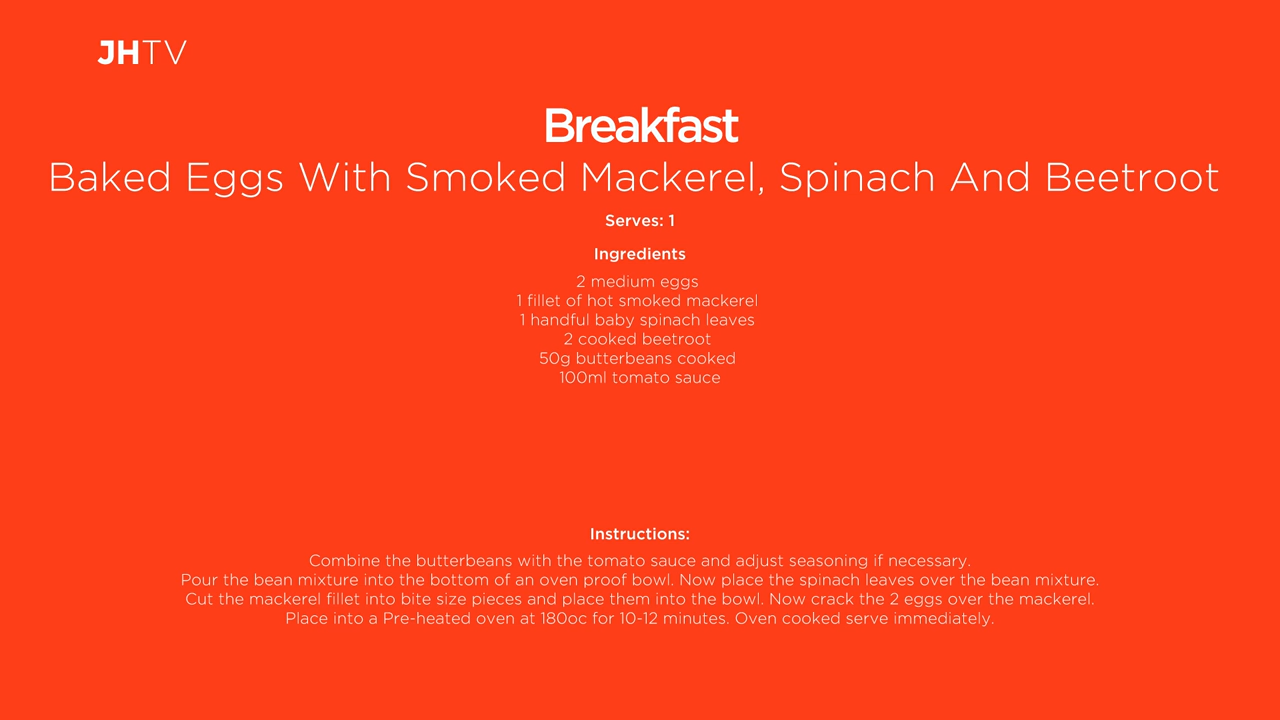 JHTV
Breakfast
Baked Eggs With Smoked Mackerel, Spinach And Beetroot
Serves: 1
Ingredients
2 medium eggs
1 fillet of hot smoked mackerel
1 handful baby spinach leaves
2 cooked beetroot
50g butterbeans cooked
100ml tomato sauce
Instructions:
Combine the butterbeans with the tomato sauce and adjust seasoning if necessary.
Pour the bean mixture into the bottom of an oven proof bowl. Now place the spinach leaves over the bean mixture.
Cut the mackerel fillet into bite size pieces and place them into the bowl. Now crack the 2 eggs over the mackerel.
Place into a Pre-heated oven at 180oc for 10-12 minutes. Oven cooked serve immediately.